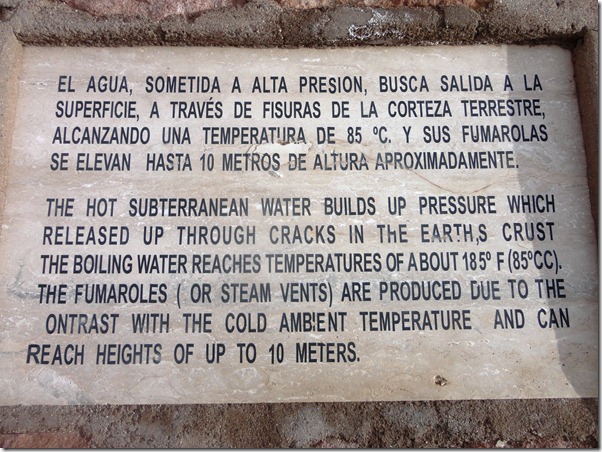 EL AGUA, SOMETIDA A ALTA PRESION, BUSCA SALIDA A LA
SUPERFICIE, A TRAVÉS DE FISURAS DE LA CORTEZA TERRESTRE,
ALCANZANDO UNA TEMPERATURA DE 85 ºC. Y SUS FUMAROLAS
SE ELEVAN HASTA 10 METROS DE ALTURA APROXIMADAMENTE.
THE HOT SUBTERRANEAN WATER BUILDS UP PRESSURE WHICH
RELEASED UP THROUGH CRACKS IN THE EARTH,S CRUST
THE BOILING WATER REACHES TEMPERATURES OF ABOUT 185º F (85ºCC).
THE FUMAROLES ( OR STEAM VENTS) ARE PRODUCED DUE TO THE
ONTRAST WITH THE COLD AMBIENT TEMPERATURE AND CAN
REACH HEIGHTS OF UP TO 10 METERS.